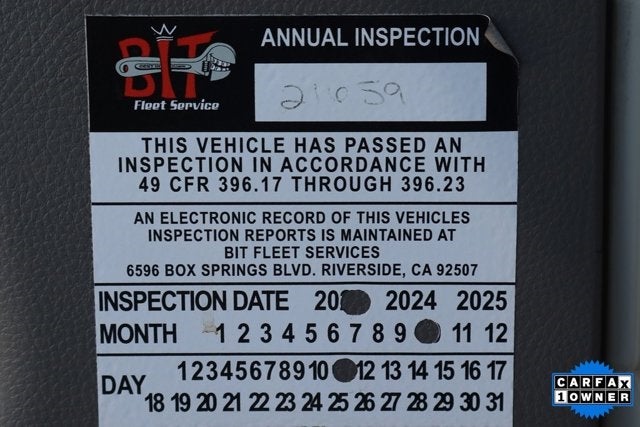 BIT
Fleet Service
ANNUAL INSPECTION
THIS VEHICLE HAS PASSED AN
INSPECTION IN ACCORDANCE WITH
49 CFR 396.17 THROUGH 396.23
AN ELECTRONIC RECORD OF THIS VEHICLES
INSPECTION REPORTS IS MAINTAINED AT
BIT FLEET SERVICES
6596 BOX SPRINGS BLVD. RIVERSIDE, CA 92507
INSPECTION DATE 20 2024 2025
MONTH 1 2 3 4 5 6 7 8 9 11 12
DAY 1 2 3 4 5 6 7 8 9 10 12 13 14 15 16 17
18 19 20 21 22 23 24 25 26 27 28 29 30 31
CARFAX
1 OWNER